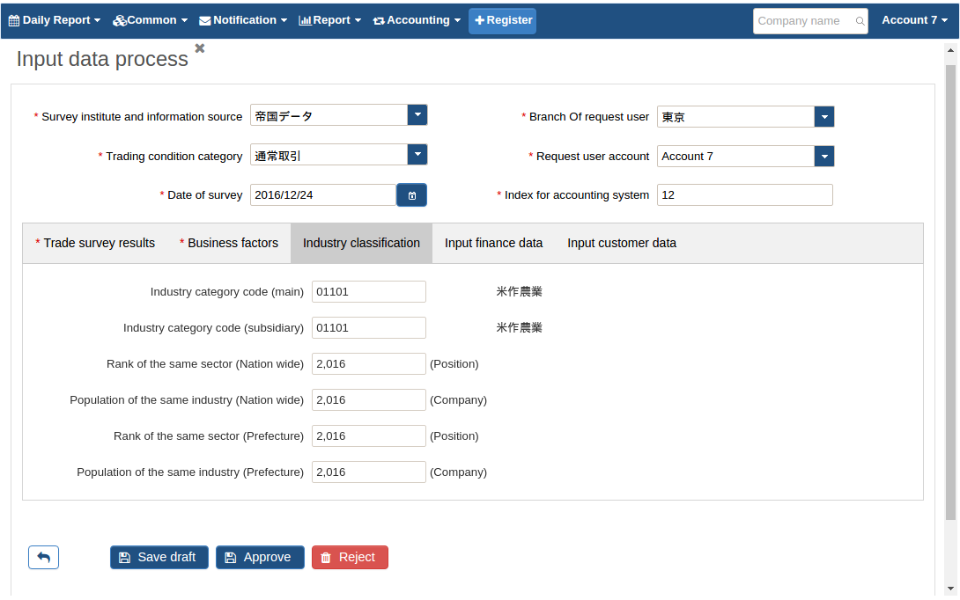 Daily Report Common Notification Report Accounting Register Company name Account 7
Input data process
* Survey institute and information source 帝国データ * Branch Of request user 東京
* Trading condition category 通常取引 * Request user account Account 7
* Date of survey 2016/12/24 * Index for accounting system 12
* Trade survey results * Business factors Industry classification Input finance data Input customer data
Industry category code (main) 01101 米作農業
Industry category code (subsidiary) 01101 米作農業
Rank of the same sector (Nation wide) 2,016 (Position)
Population of the same industry (Nation wide) 2,016 (Company)
Rank of the same sector (Prefecture) 2,016 (Position)
Population of the same industry (Prefecture) 2,016 (Company)
Save draft Approve Reject